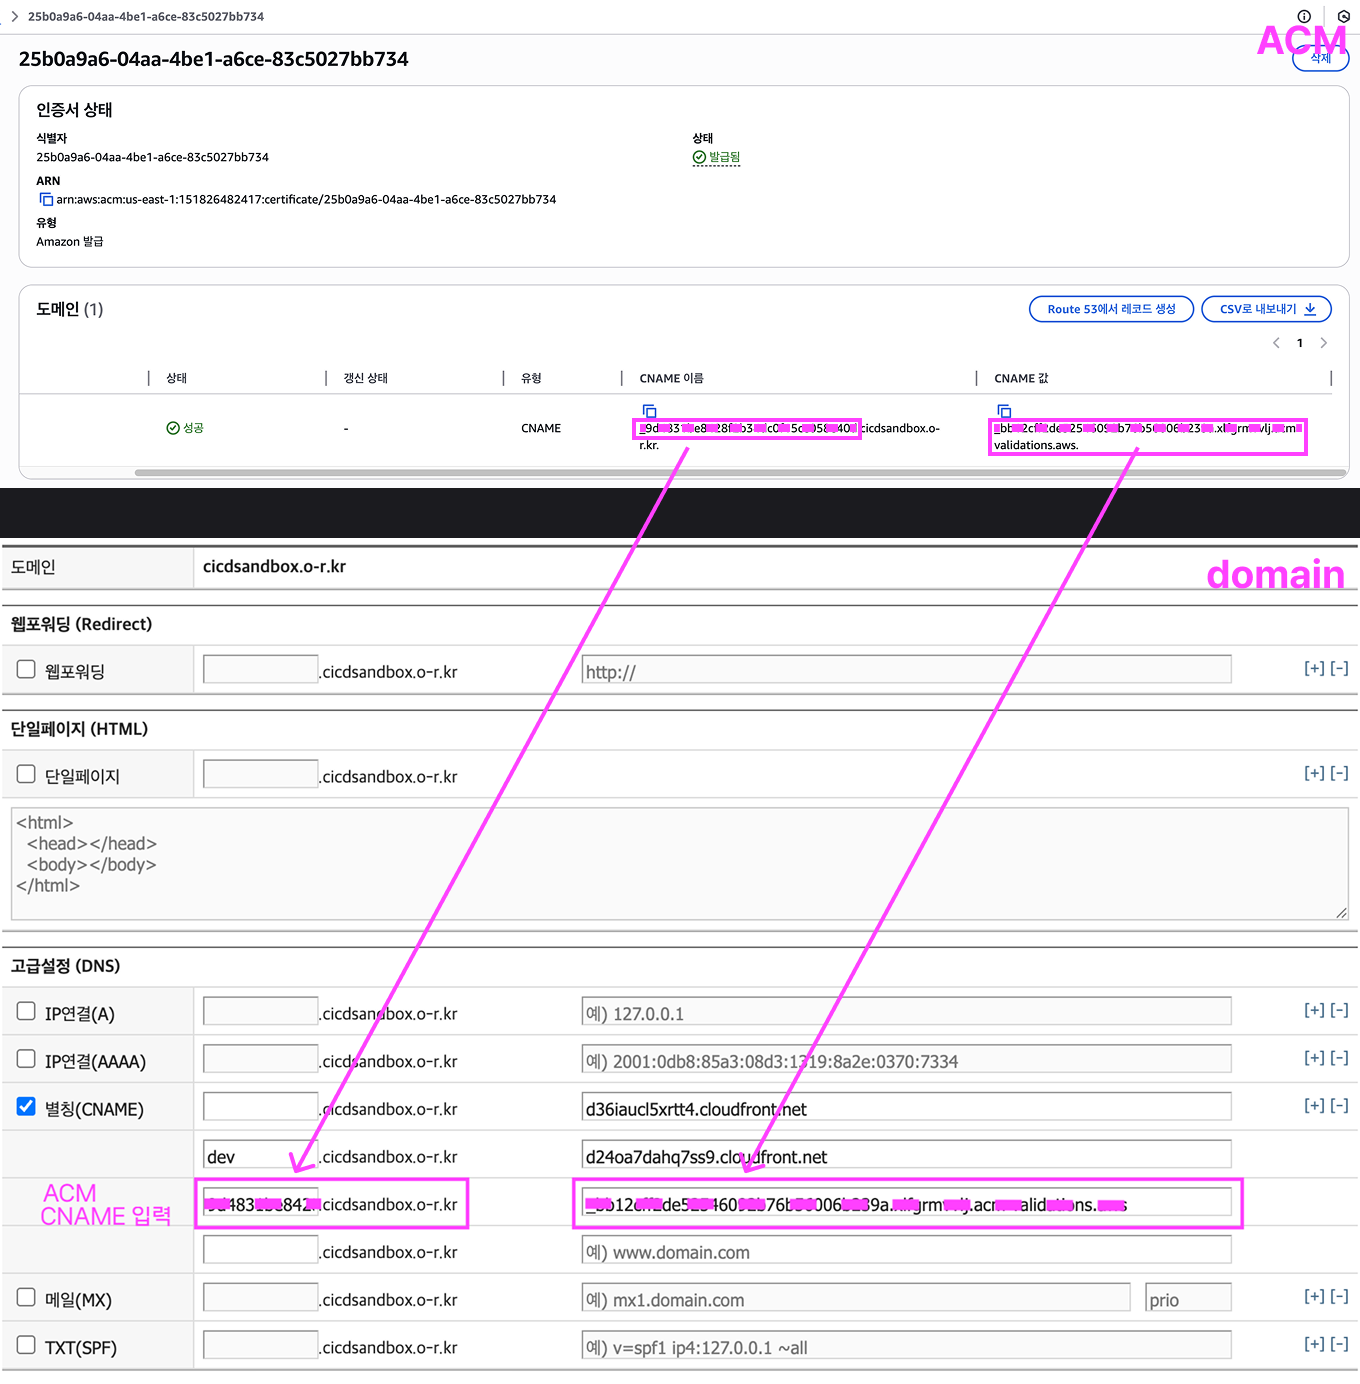 25b0a9a6-04aa-4be1-a6ce-83c5027bb734
ACM
25b0a9a6-04aa-4be1-a6ce-83c5027bb734
삭제
인증서 상태
식별자
25b0a9a6-04aa-4be1-a6ce-83c5027bb734
상태
발급됨
ARN
arn:aws:acm:us-east-1:151826482417:certificate/25b0a9a6-04aa-4be1-a6ce-83c5027bb734
유형
Amazon 발급
도메인 (1)
Route 53에서 레코드 생성
CSV로 내보내기
1
상태 갱신 상태 유형 CNAME 이름 CNAME 값
성공 - CNAME
cicdsandbox.o-
r.kr.
validations.aws.
도메인 cicdsandbox.o-r.kr
domain
웹포워딩 (Redirect)
웹포워딩 .cicdsandbox.o-r.kr http:// [+] [-]
단일페이지 (HTML)
단일페이지 .cicdsandbox.o-r.kr [+] [-]
<html>
<head></head>
<body></body>
</html>
고급설정 (DNS)
IP연결(A) .cicdsandbox.o-r.kr 예) 127.0.0.1 [+] [-]
IP연결(AAAA) .cicdsandbox.o-r.kr 예) 2001:0db8:85a3:08d3:1319:8a2e:0370:7334 [+] [-]
별칭(CNAME) .cicdsandbox.o-r.kr d36iaucl5xrtt4.cloudfront.net [+] [-]
dev .cicdsandbox.o-r.kr d24oa7dahq7ss9.cloudfront.net
ACM
CNAME 입력
.cicdsandbox.o-r.kr
.cicdsandbox.o-r.kr 예) www.domain.com
메일(MX) .cicdsandbox.o-r.kr 예) mx1.domain.com prio [+] [-]
TXT(SPF) .cicdsandbox.o-r.kr 예) v=spf1 ip4:127.0.0.1 ~all [+] [-]